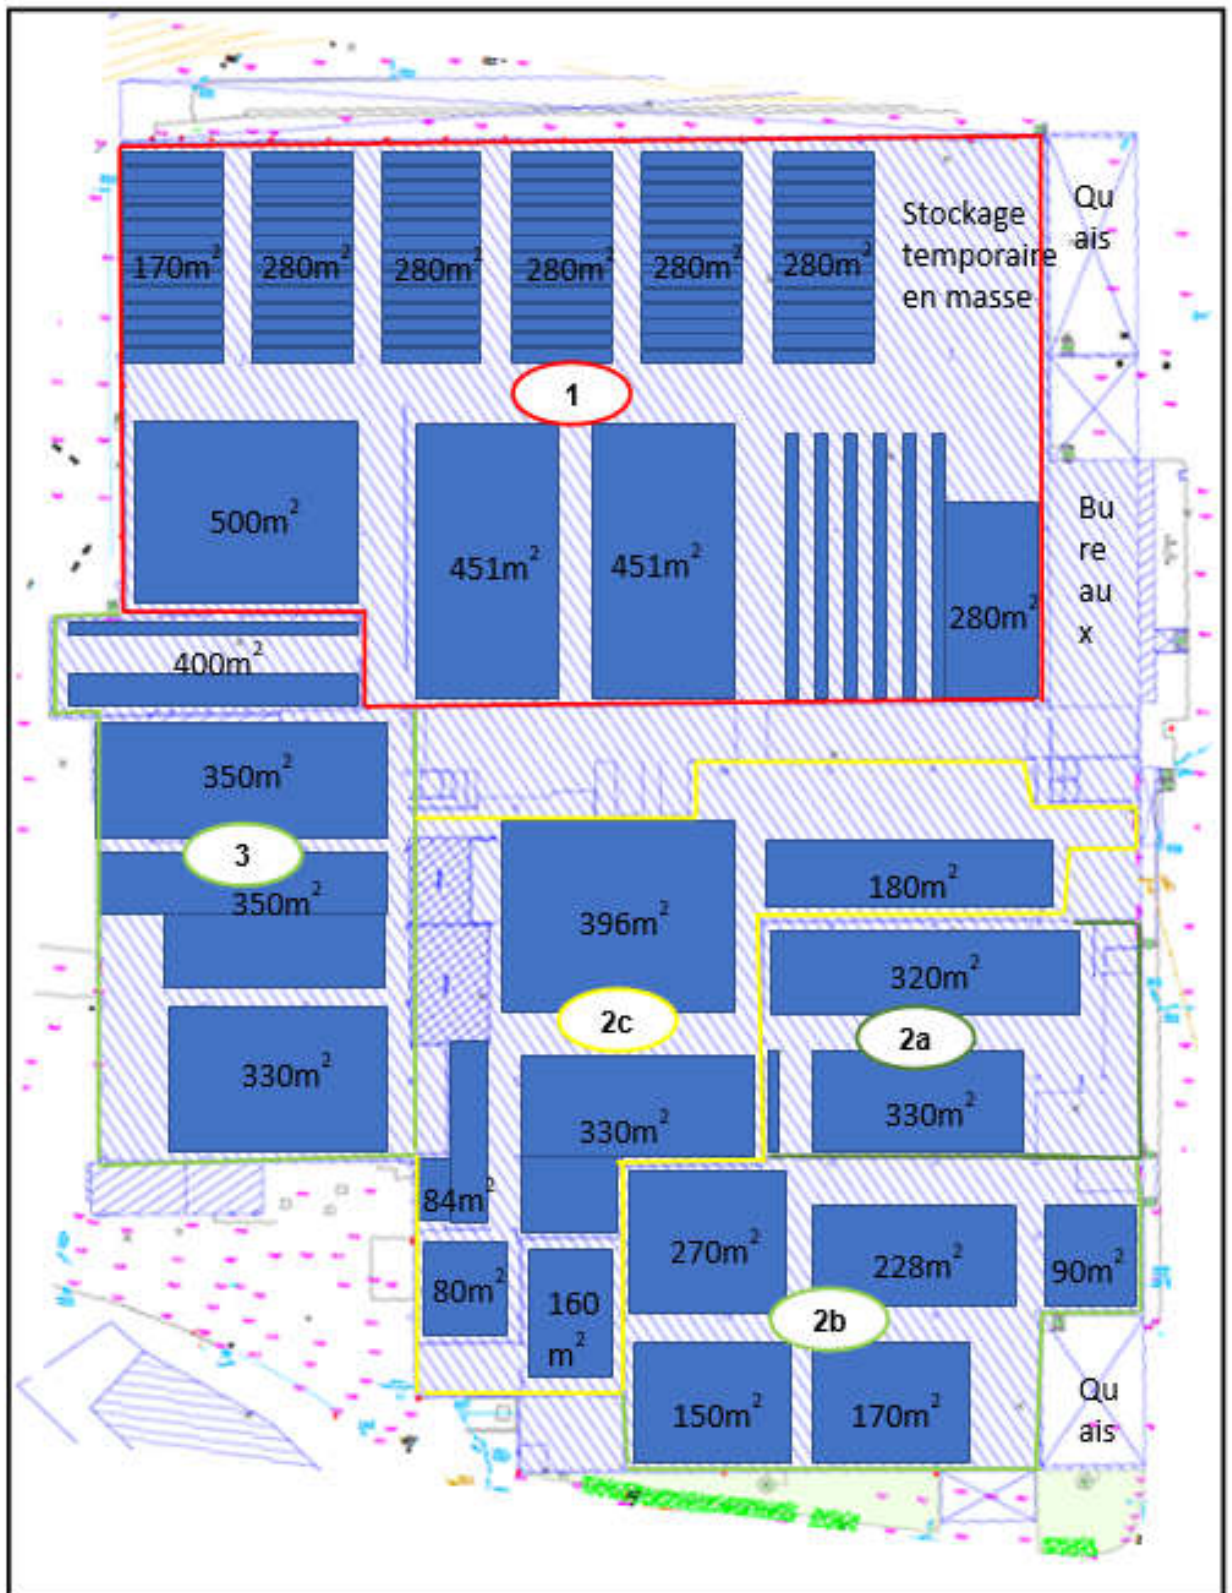 Qu
ais
Stockage
temporaire
en masse
170m²
280m²
280m²
280m²
280m²
280m²
1
500m²
451m²
451m²
Bu
re
au
x
280m²
400m²
350m²
3
350m²
330m²
180m²
396m²
320m²
2c
2a
330m²
330m²
84m²
270m²
228m²
90m²
80m²
160
m²
2b
150m²
170m²
Qu
ais